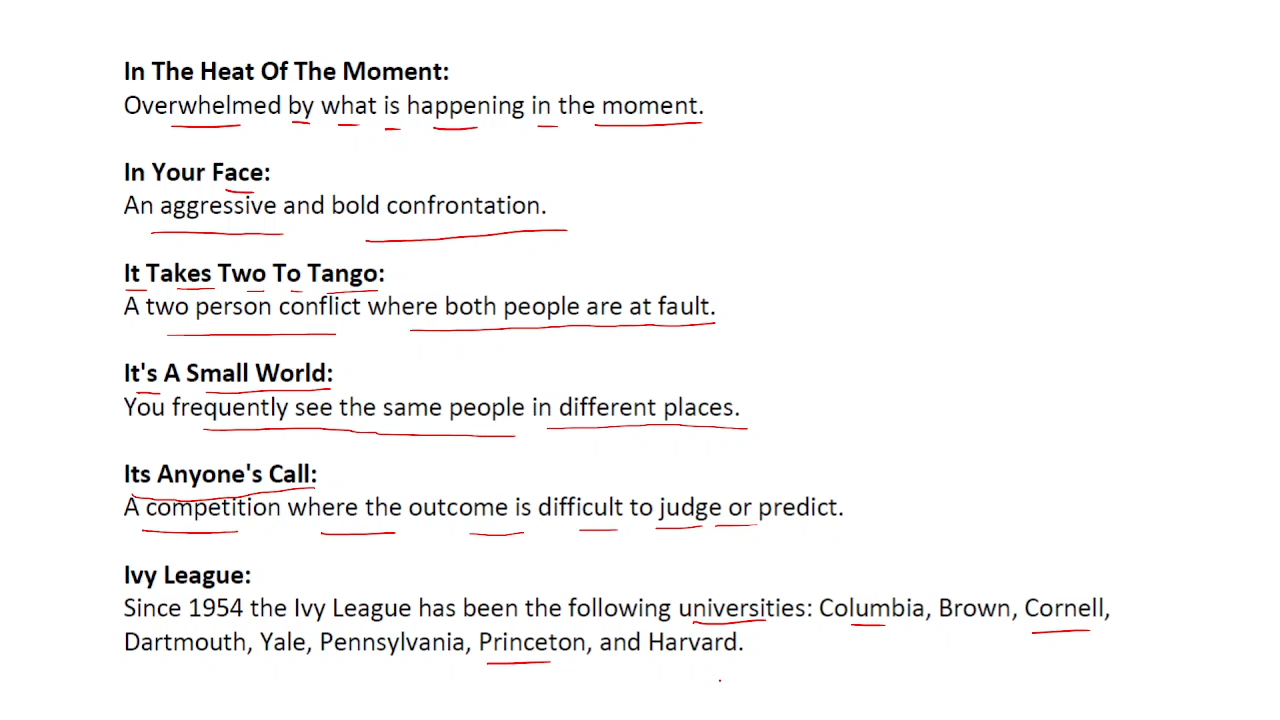 In The Heat Of The Moment:
Overwhelmed by what is happening in the moment.
In Your Face:
An aggressive and bold confrontation.
It Takes Two To Tango:
A two person conflict where both people are at fault.
It's A Small World:
You frequently see the same people in different places.
Its Anyone's Call:
A competition where the outcome is difficult to judge or predict.
Ivy League:
Since 1954 the Ivy League has been the following universities: Columbia, Brown, Cornell,
Dartmouth, Yale, Pennsylvania, Princeton, and Harvard.